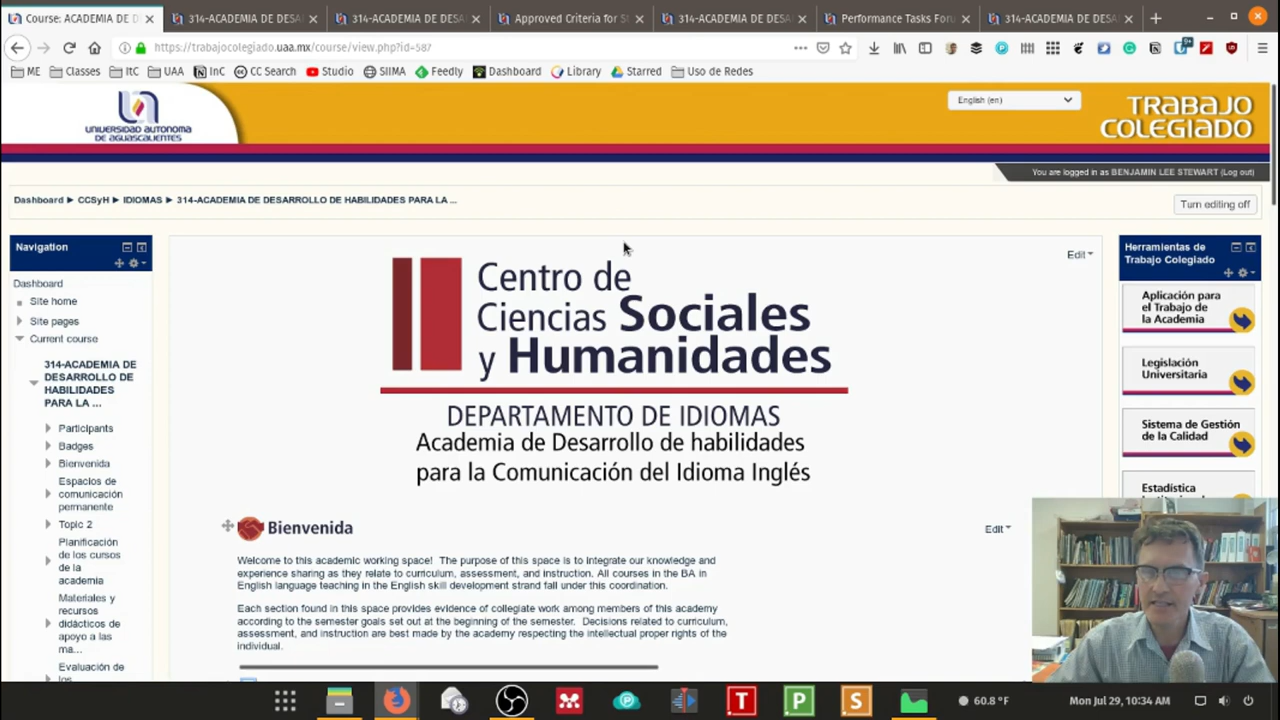 Course: ACADEMIA DE D
314-ACADEMIA DE DESA
314-ACADEMIA DE DESA
Approved Criteria for S
314-ACADEMIA DE DESA
Performance Tasks For
314-ACADEMIA DE DESA
https://trabajocolegiado.uaa.mx/course/view.php?id=587
ME
Classes
ItC
UAA
InC
CC Search
Studio
SIIMA
Feedly
Dashboard
Library
Starred
Uso de Redes
UNIVERSIDAD AUTONOMA
DE AGUASCALIENTES
English (en)
TRABAJO
COLEGIADO
You are logged in as BENJAMIN LEE STEWART (Log out)
Dashboard ► CCSyH ► IDIOMAS ► 314-ACADEMIA DE DESARROLLO DE HABILIDADES PARA LA ...
Turn editing off
Navigation
Dashboard
Site home
Site pages
Current course
314-ACADEMIA DE
DESARROLLO DE
HABILIDADES
PARA LA ...
Participants
Badges
Bienvenida
Espacios de
comunicación
permanente
Topic 2
Planificación
de los cursos
de la
academia
Materiales y
recursos
didácticos de
apoyo a las
ma...
Evaluación de
los
Edit
Centro de
Ciencias Sociales
y Humanidades
DEPARTAMENTO DE IDIOMAS
Academia de Desarrollo de habilidades
para la Comunicación del Idioma Inglés
Bienvenida
Edit
Welcome to this academic working space! The purpose of this space is to integrate our knowledge and
experience sharing as they relate to curriculum, assessment, and instruction. All courses in the BA in
English language teaching in the English skill development strand fall under this coordination.
Each section found in this space provides evidence of collegiate work among members of this academy
according to the semester goals set out at the beginning of the semester. Decisions related to curriculum,
assessment, and instruction are best made by the academy respecting the intellectual proper rights of the
individual.
Herramientas de
Trabajo Colegiado
Aplicación para
el Trabajo de
la Academia
Legislación
Universitaria
Sistema de Gestión
de la Calidad
Estadística
T
P
S
60.8 °F
Mon Jul 29, 10:34 AM